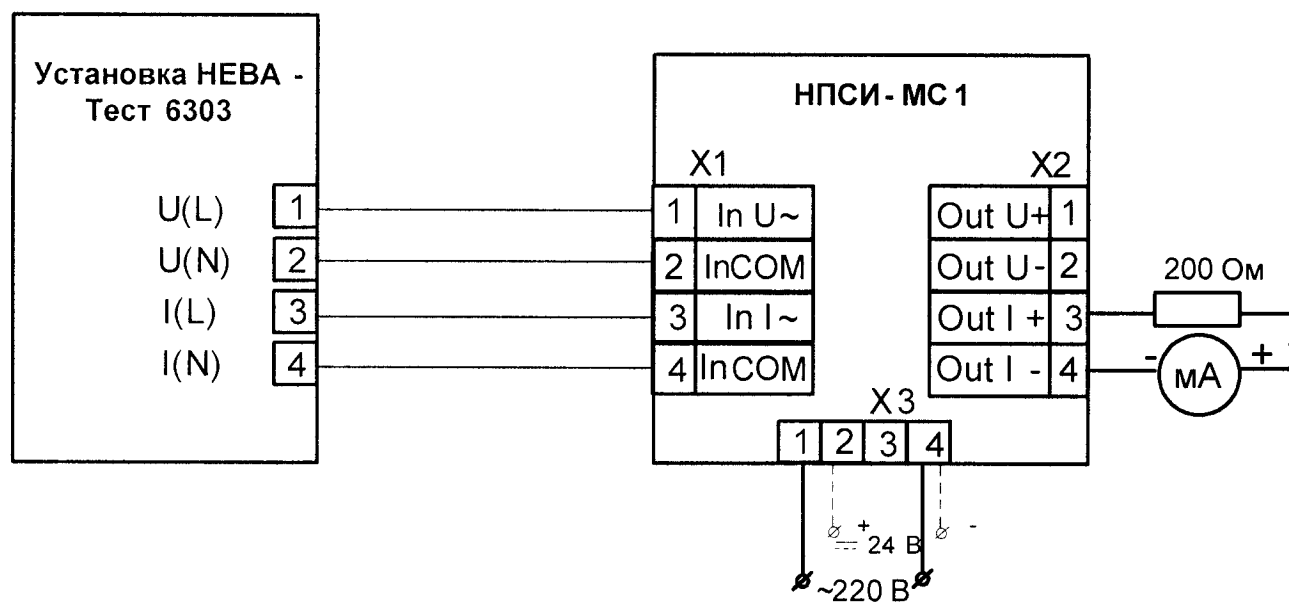 Установка НЕВА -
Тест 6303
U(L) 1
U(N) 2
I(L) 3
I(N) 4
НПСИ - МС 1
X1
1 In U~
2 InCOM
3 In I~
4 InCOM
X2
Out U+ 1
Out U- 2
Out I + 3
Out I - 4
200 Ом
- мА +
X3
1 2 3 4
+ -
24 В
~220 В